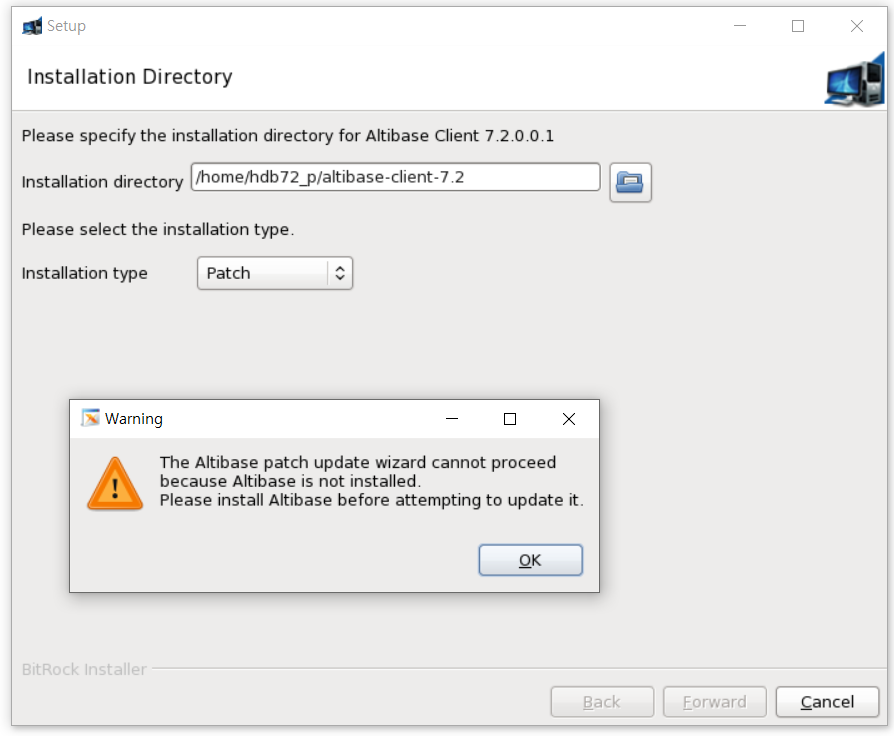 Setup
Installation Directory
Please specify the installation directory for Altibase Client 7.2.0.0.1
Installation directory /home/hdb72_p/altibase-client-7.2
Please select the installation type.
Installation type Patch
Warning
The Altibase patch update wizard cannot proceed
because Altibase is not installed.
Please install Altibase before attempting to update it.
OK
BitRock Installer
Back Forward Cancel